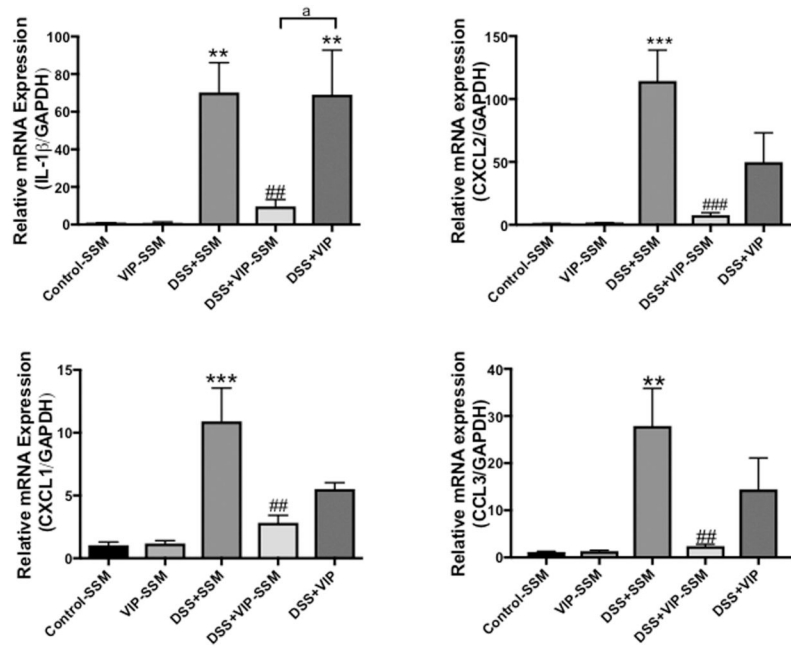 a
Relative mRNA Expression
(IL-1β/GAPDH)
100
80
60
40
20
0
**
##
**
Control-SSM
VIP-SSM
DSS+SSM
DSS+VIP-SSM
DSS+VIP
Relative mRNA expression
(CXCL2/GAPDH)
150
100
50
0
***
###
Control-SSM
VIP-SSM
DSS+SSM
DSS+VIP-SSM
DSS+VIP
Relative mRNA Expression
(CXCL1/GAPDH)
15
10
5
0
***
##
Control-SSM
VIP-SSM
DSS+SSM
DSS+VIP-SSM
DSS+VIP
Relative mRNA expression
(CCL3/GAPDH)
40
30
20
10
0
**
##
Control-SSM
VIP-SSM
DSS+SSM
DSS+VIP-SSM
DSS+VIP